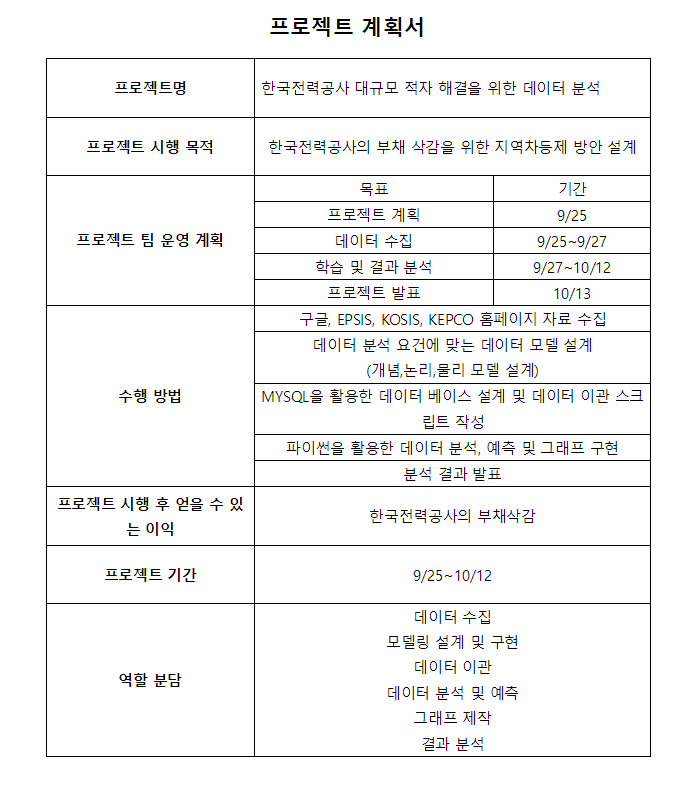 프로젝트 계획서
프로젝트명
한국전력공사 대규모 적자 해결을 위한 데이터 분석
프로젝트 시행 목적
한국전력공사의 부채 삭감을 위한 지역차등제 방안 설계
프로젝트 팀 운영 계획
목표
기간
프로젝트 계획
9/25
데이터 수집
9/25~9/27
학습 및 결과 분석
9/27~10/12
프로젝트 발표
10/13
수행 방법
구글, EPSIS, KOSIS, KEPCO 홈페이지 자료 수집
데이터 분석 요건에 맞는 데이터 모델 설계
(개념,논리,물리 모델 설계)
MYSQL을 활용한 데이터 베이스 설계 및 데이터 이관 스크
립트 작성
파이썬을 활용한 데이터 분석, 예측 및 그래프 구현
분석 결과 발표
프로젝트 시행 후 얻을 수 있
는 이익
한국전력공사의 부채삭감
프로젝트 기간
9/25~10/12
역할 분담
데이터 수집
모델링 설계 및 구현
데이터 이관
데이터 분석 및 예측
그래프 제작
결과 분석